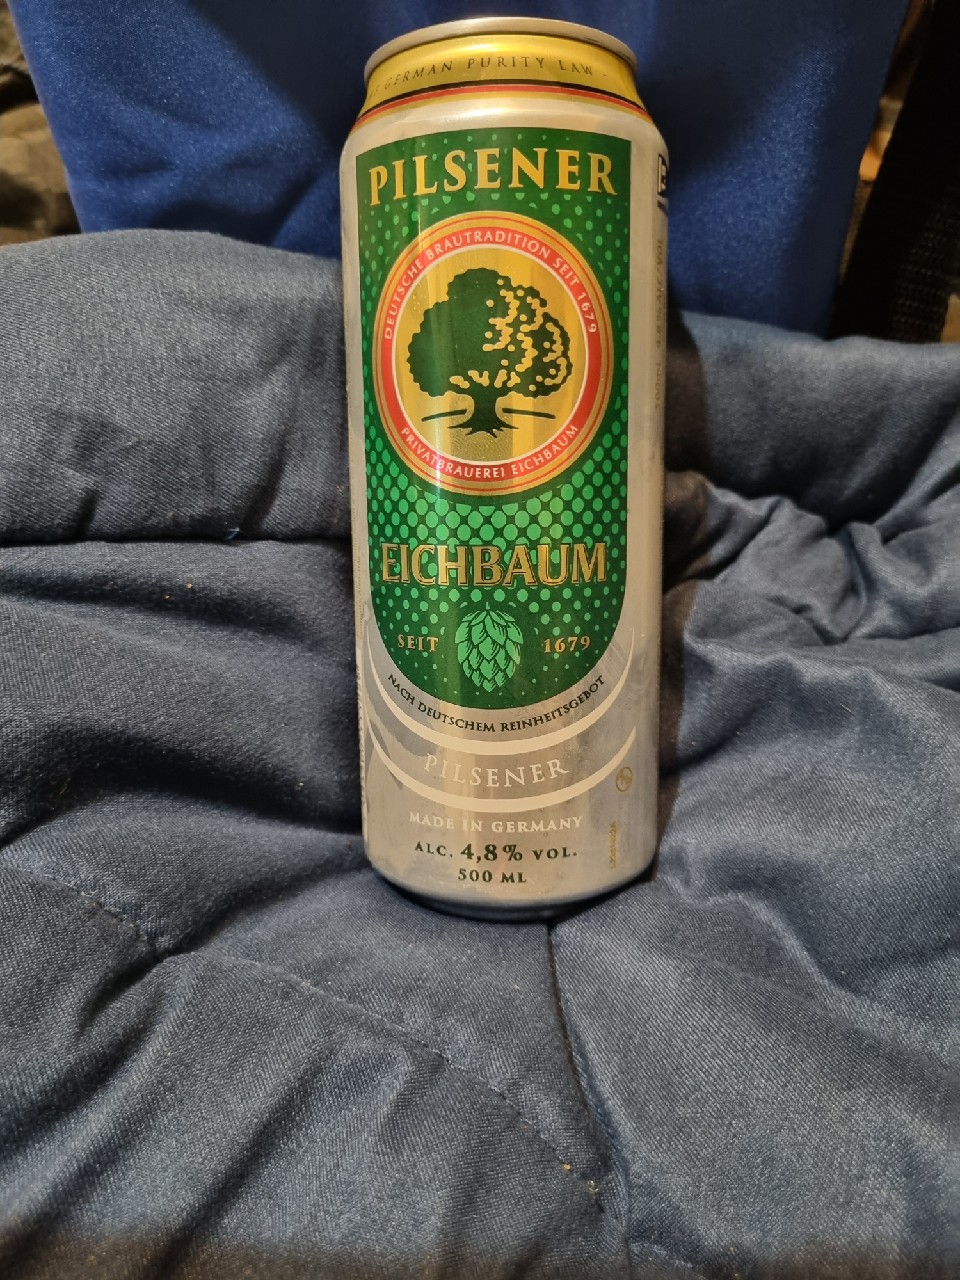 GERMAN PURITY LAW
PILSENER
DEUTSCHE BRAUTRADITION SEIT 1679
PRIVATBRAUEREI EICHBAUM
EICHBAUM
SEIT 1679
NACH DEUTSCHEM REINHEITSGEBOT
PILSENER
MADE IN GERMANY
ALC. 4,8% VOL.
500 ML